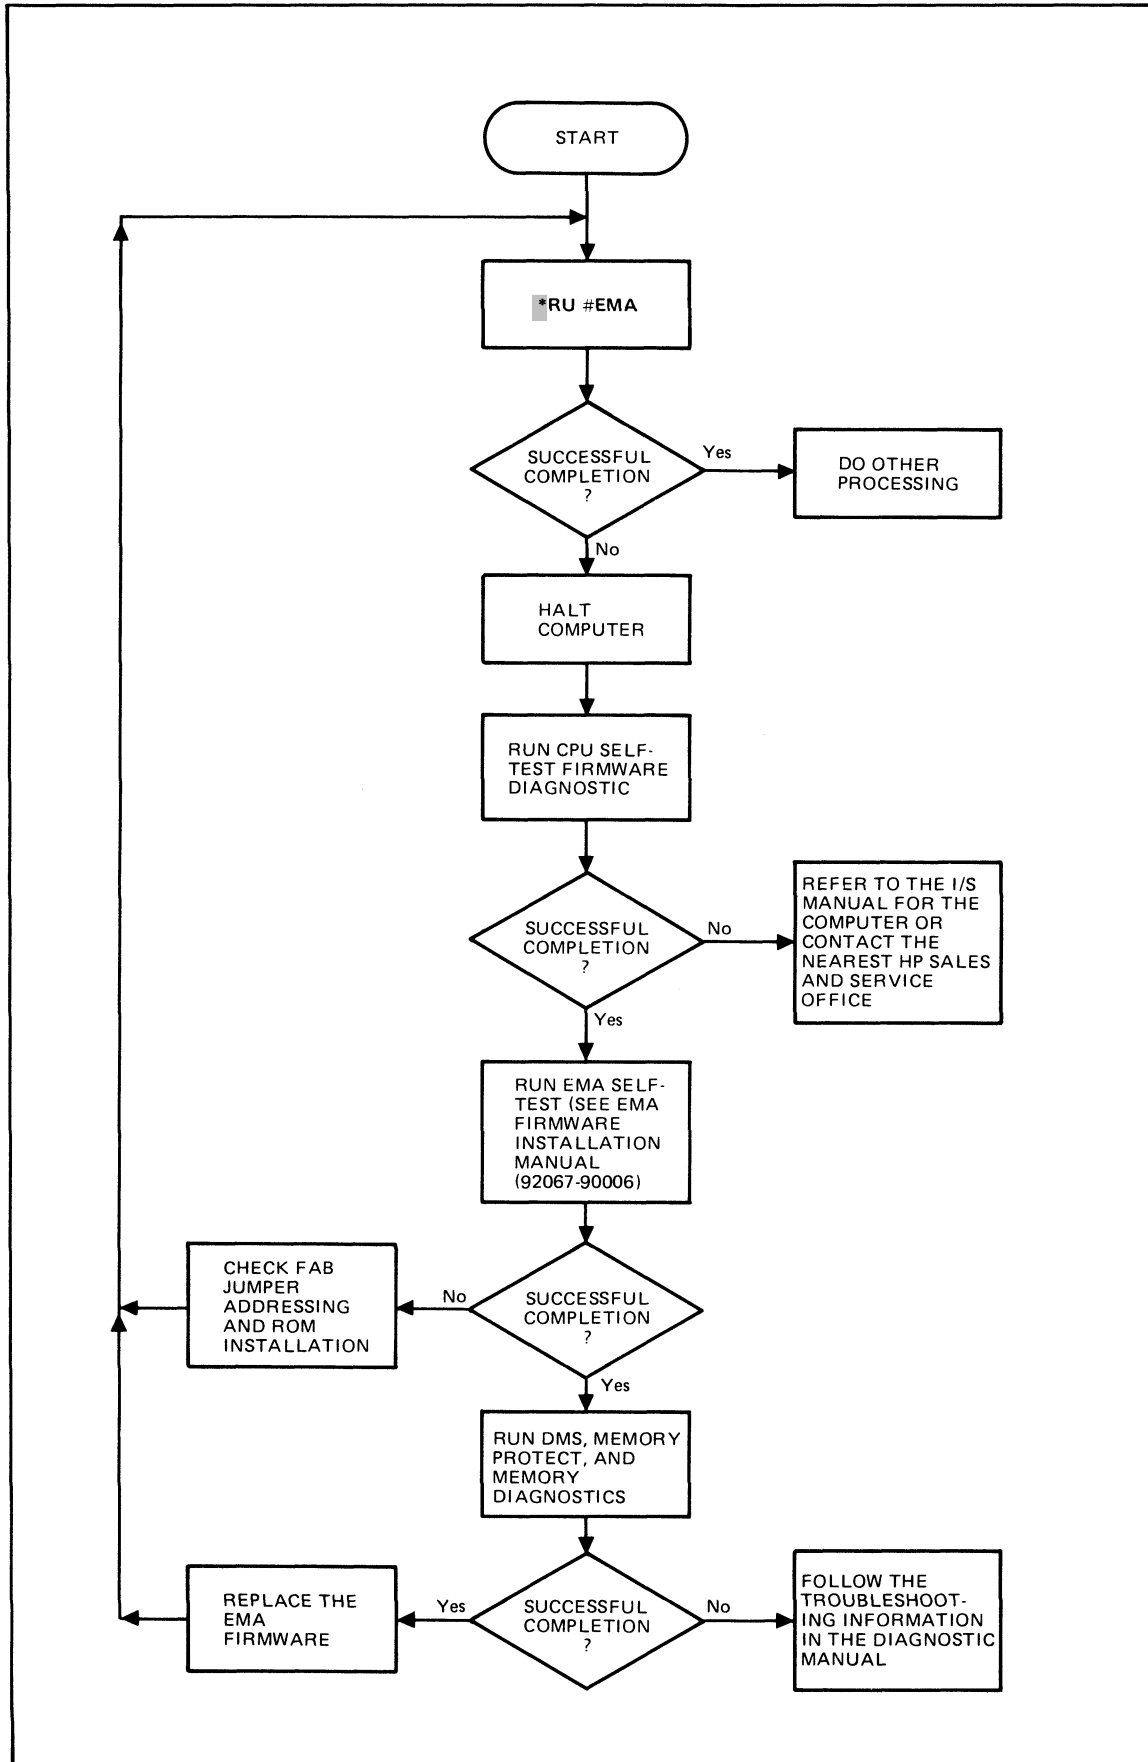 START
*RU #EMA
SUCCESSFUL
COMPLETION
?
Yes
DO OTHER
PROCESSING
No
HALT
COMPUTER
RUN CPU SELF-
TEST FIRMWARE
DIAGNOSTIC
SUCCESSFUL
COMPLETION
?
No
REFER TO THE I/S
MANUAL FOR THE
COMPUTER OR
CONTACT THE
NEAREST HP SALES
AND SERVICE
OFFICE
Yes
RUN EMA SELF-
TEST (SEE EMA
FIRMWARE
INSTALLATION
MANUAL
(92067-90006)
SUCCESSFUL
COMPLETION
?
No
CHECK FAB
JUMPER
ADDRESSING
AND ROM
INSTALLATION
Yes
RUN DMS, MEMORY
PROTECT, AND
MEMORY
DIAGNOSTICS
SUCCESSFUL
COMPLETION
?
Yes
REPLACE THE
EMA
FIRMWARE
No
FOLLOW THE
TROUBLESHOOT-
ING INFORMATION
IN THE DIAGNOSTIC
MANUAL